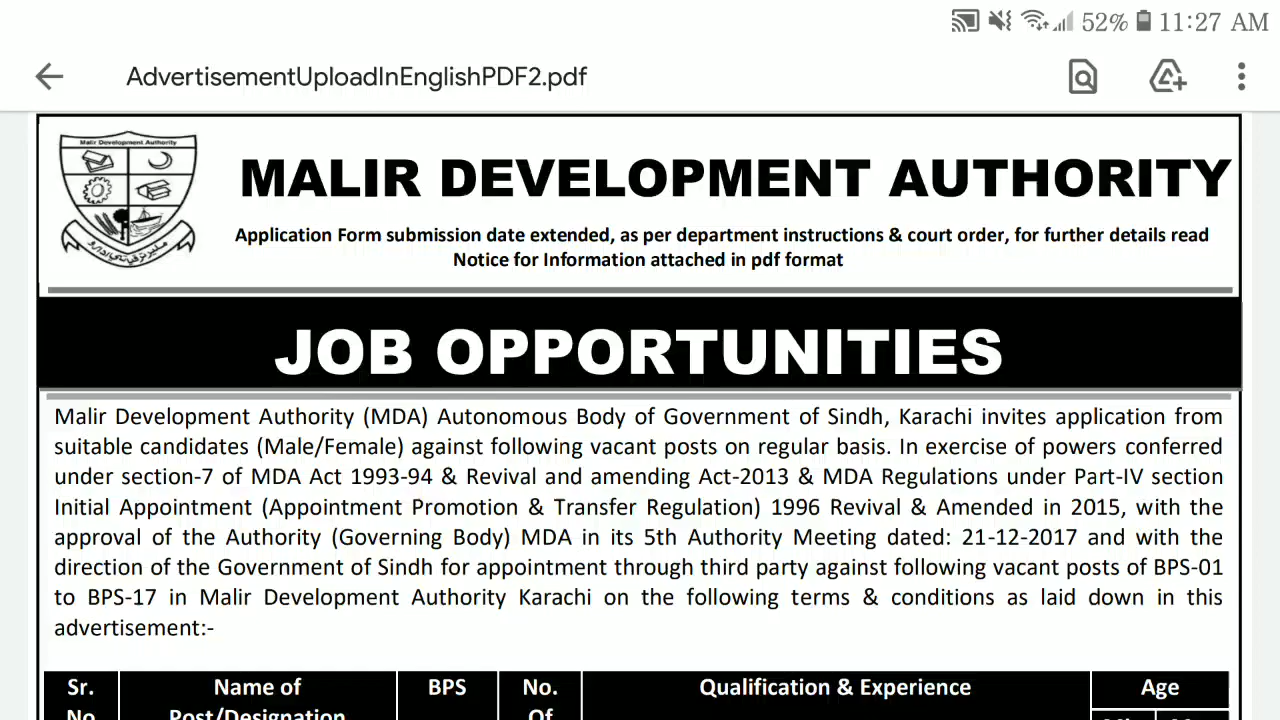 52% 11:27 AM
AdvertisementUploadInEnglishPDF2.pdf
Malir Development Authority
MALIR DEVELOPMENT AUTHORITY
Application Form submission date extended, as per department instructions & court order, for further details read
Notice for Information attached in pdf format
JOB OPPORTUNITIES
Malir Development Authority (MDA) Autonomous Body of Government of Sindh, Karachi invites application from
suitable candidates (Male/Female) against following vacant posts on regular basis. In exercise of powers conferred
under section-7 of MDA Act 1993-94 & Revival and amending Act-2013 & MDA Regulations under Part-IV section
Initial Appointment (Appointment Promotion & Transfer Regulation) 1996 Revival & Amended in 2015, with the
approval of the Authority (Governing Body) MDA in its 5th Authority Meeting dated: 21-12-2017 and with the
direction of the Government of Sindh for appointment through third party against following vacant posts of BPS-01
to BPS-17 in Malir Development Authority Karachi on the following terms & conditions as laid down in this
advertisement:-
Sr. Name of BPS No. Qualification & Experience Age
No Post/Designation Of